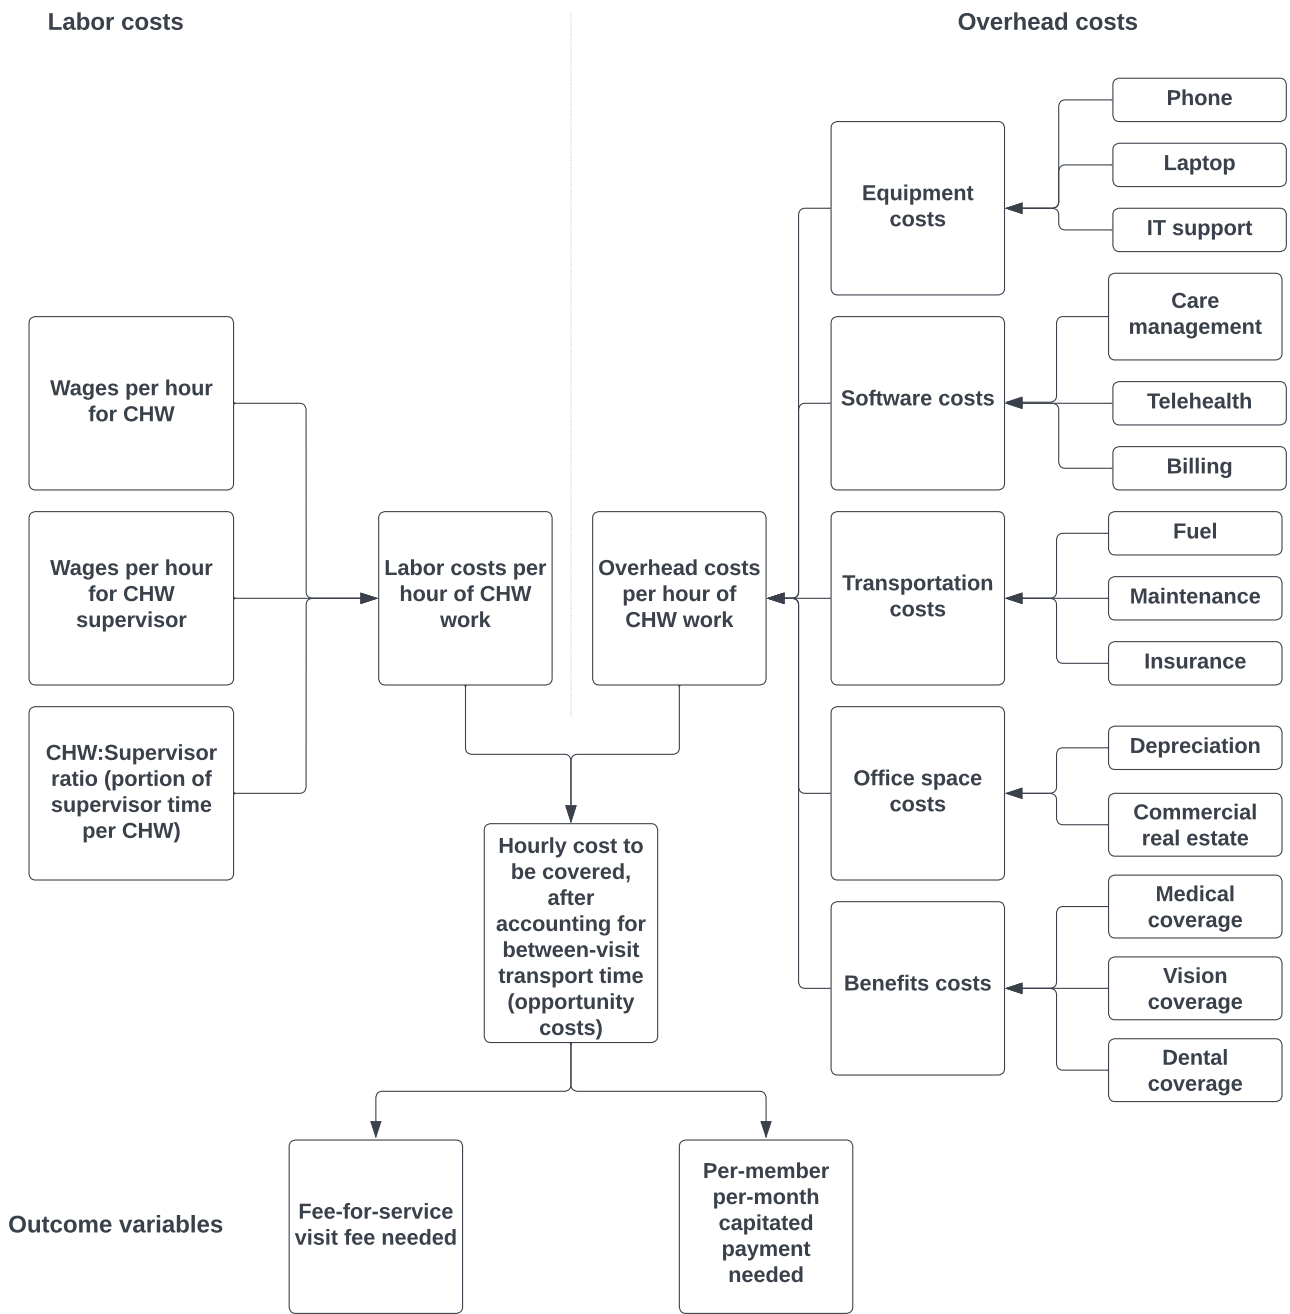 Labor costs
Overhead costs
Phone
Laptop
IT support
Equipment
costs
Care
management
Telehealth
Billing
Software costs
Wages per hour
for CHW
Wages per hour
for CHW
supervisor
CHW:Supervisor
ratio (portion of
supervisor time
per CHW)
Labor costs per
hour of CHW
work
Overhead costs
per hour of
CHW work
Transportation
costs
Fuel
Maintenance
Insurance
Office space
costs
Depreciation
Commercial
real estate
Benefits costs
Medical
coverage
Vision
coverage
Dental
coverage
Hourly cost to
be covered,
after
accounting for
between-visit
transport time
(opportunity
costs)
Outcome variables
Fee-for-service
visit fee needed
Per-member
per-month
capitated
payment
needed